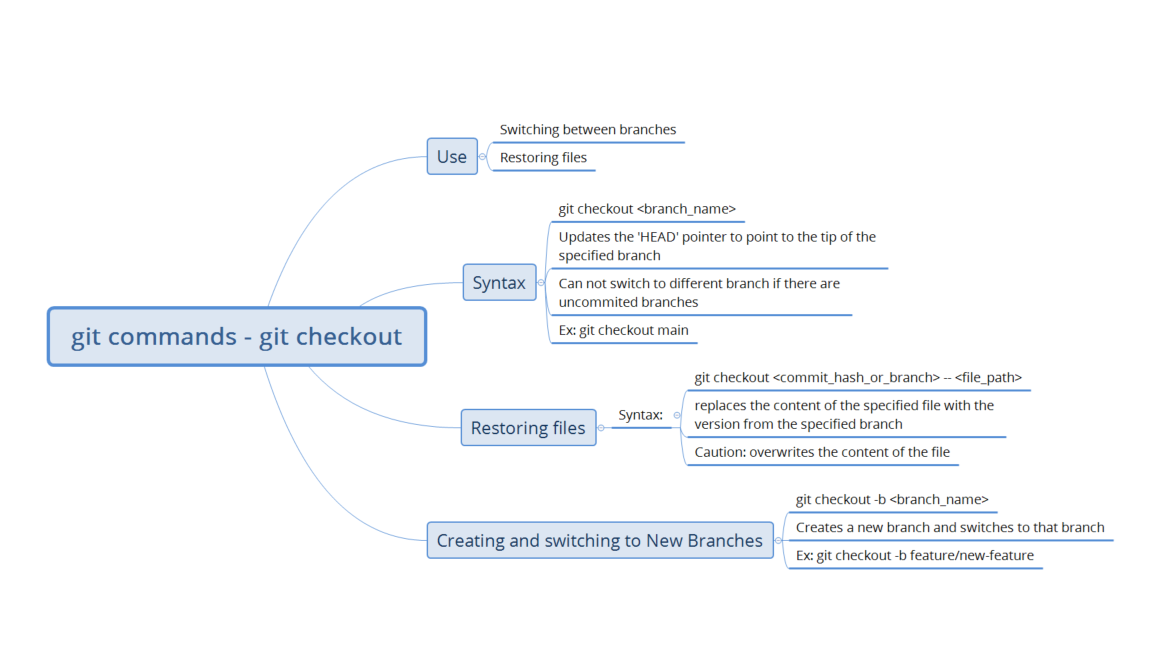 git commands - git checkout
Use
Switching between branches
Restoring files
Syntax
git checkout <branch_name>
Updates the 'HEAD' pointer to point to the tip of the
specified branch
Can not switch to different branch if there are
uncommited branches
Ex: git checkout main
Restoring files
Syntax:
git checkout <commit_hash_or_branch> -- <file_path>
replaces the content of the specified file with the
version from the specified branch
Caution: overwrites the content of the file
Creating and switching to New Branches
git checkout -b <branch_name>
Creates a new branch and switches to that branch
Ex: git checkout -b feature/new-feature